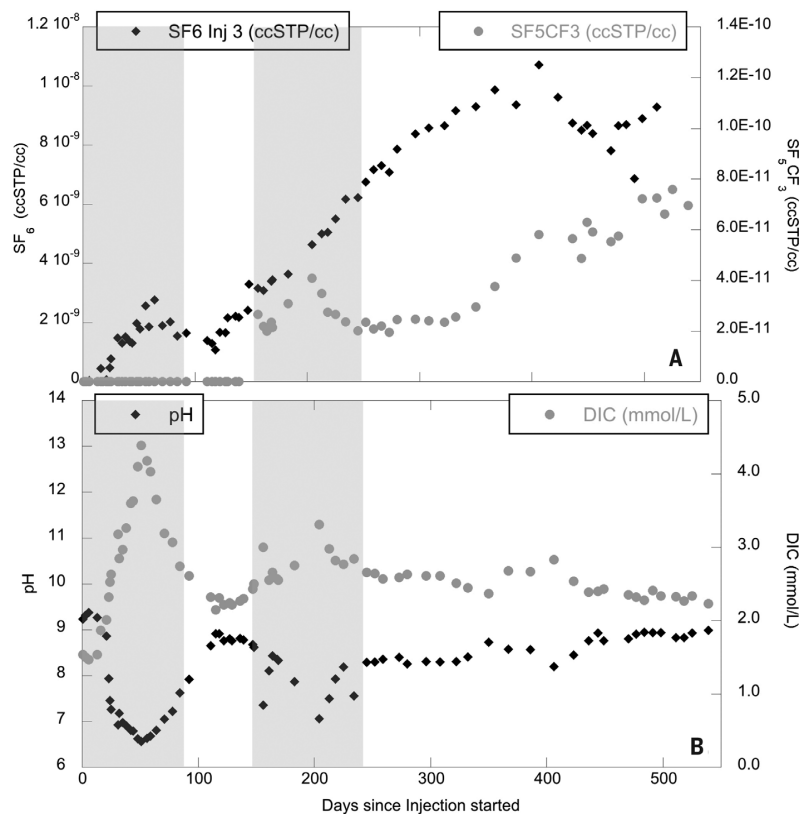 SF6 Inj 3 (ccSTP/cc)
SF5CF3 (ccSTP/cc)
1.2 10⁻⁸
1 10⁻⁸
8 10⁻⁹
6 10⁻⁹
4 10⁻⁹
2 10⁻⁹
0
SF₆ (ccSTP/cc)
1.4E-10
1.2E-10
1.0E-10
8.0E-11
6.0E-11
4.0E-11
2.0E-11
0.0
SF₅CF₃ (ccSTP/cc)
A
pH
DIC (mmol/L)
14
13
12
11
10
9
8
7
6
pH
5.0
4.0
3.0
2.0
1.0
0.0
DIC (mmol/L)
B
0 100 200 300 400 500
Days since Injection started